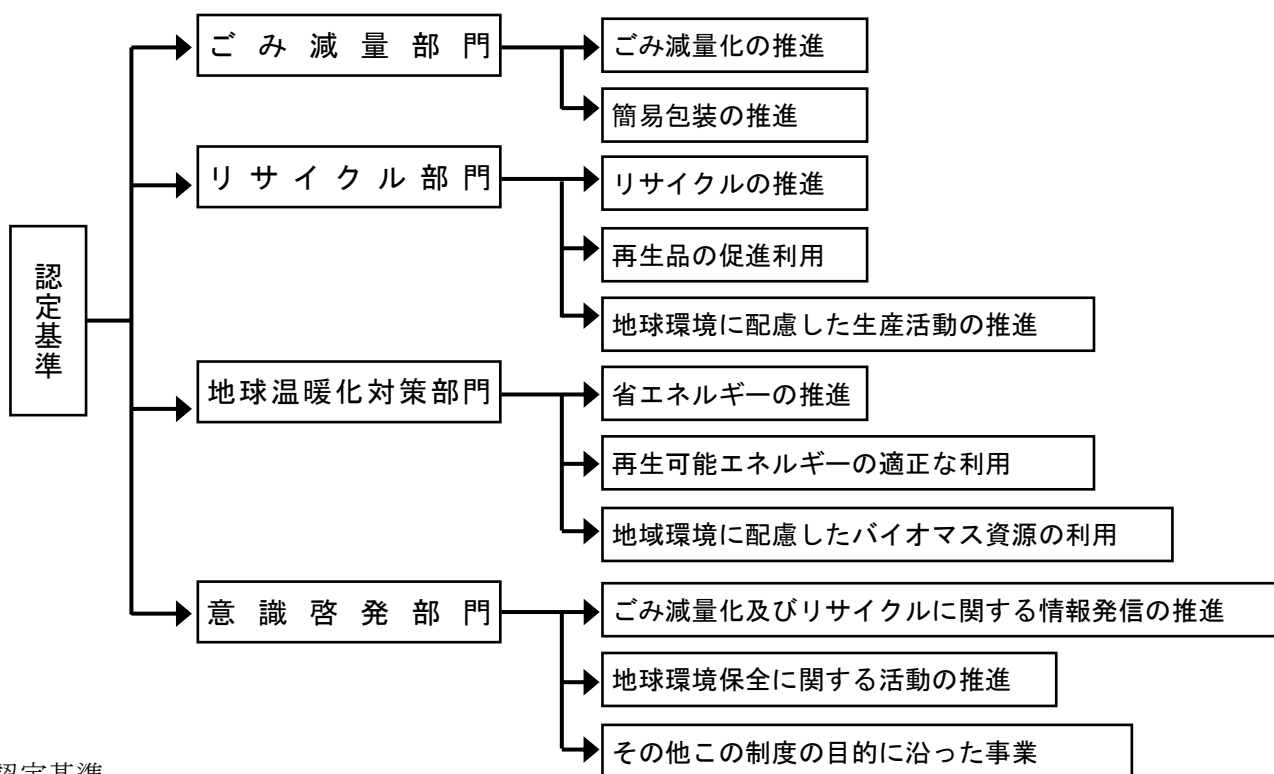 認定基準
ごみ減量部門
ごみ減量化の推進
簡易包装の推進
リサイクル部門
リサイクルの推進
再生品の促進利用
地球環境に配慮した生産活動の推進
地球温暖化対策部門
省エネルギーの推進
再生可能エネルギーの適正な利用
地域環境に配慮したバイオマス資源の利用
意識啓発部門
ごみ減量化及びリサイクルに関する情報発信の推進
地球環境保全に関する活動の推進
その他この制度の目的に沿った事業
認定基準